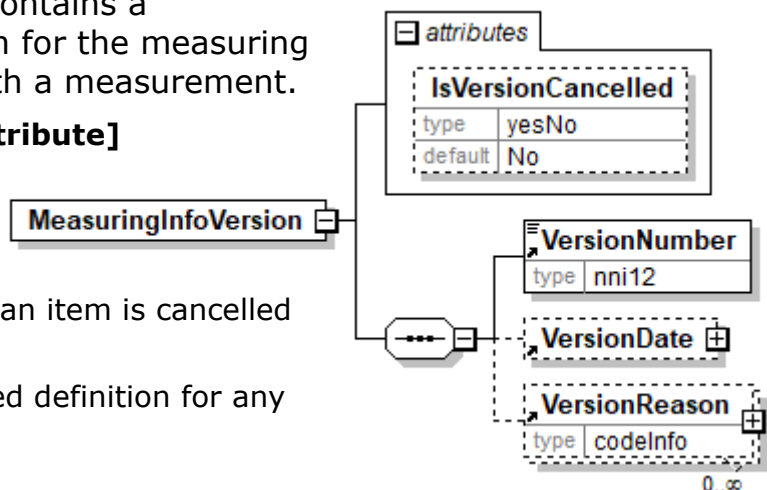 ontains a
n for the measuring
th a measurement.
tribute]
an item is cancelled
ed definition for any
MeasuringInfoVersion
attributes
IsVersionCancelled
type yesNo
default No
VersionNumber
type nni12
VersionDate
VersionReason
type codeInfo
0..∞